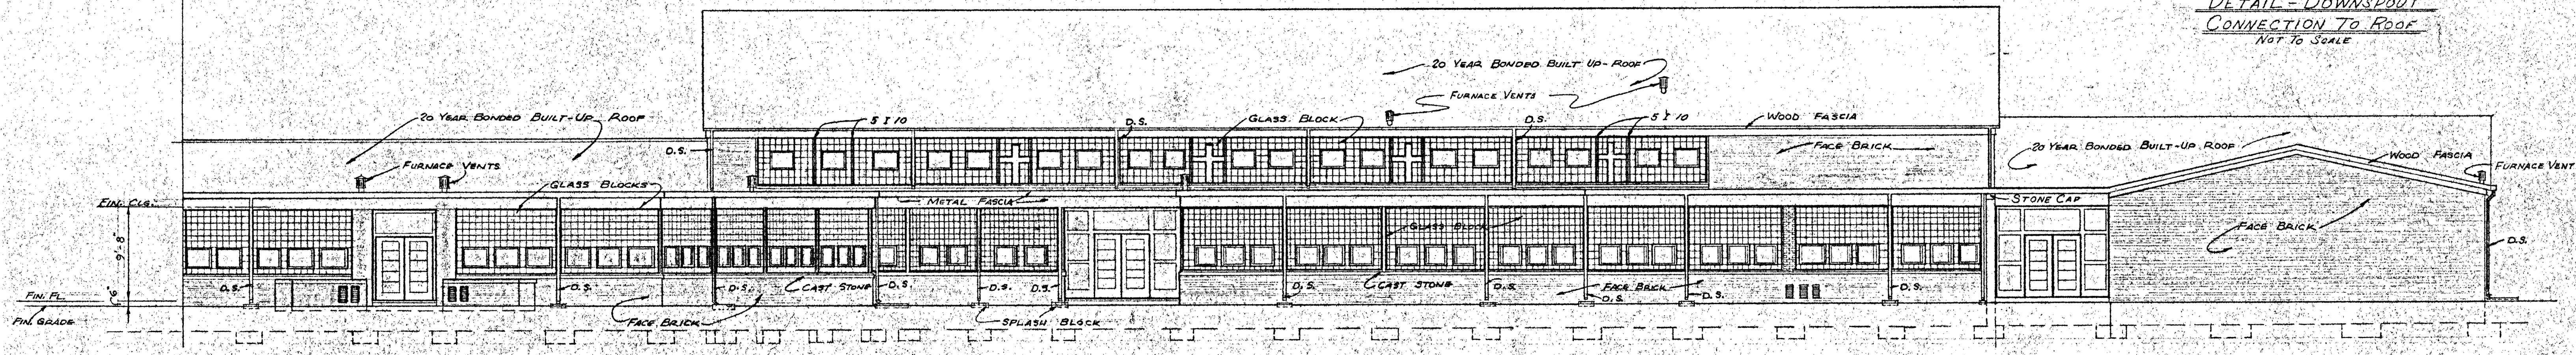 DETAIL - DOWNSPOUT
CONNECTION TO ROOF
NOT TO SCALE
20 YEAR BONDED BUILT UP-ROOF
FURNACE VENTS
20 YEAR BONDED BUILT-UP ROOF
5 I 10
D.S.
GLASS BLOCK
D.S.
5 I 10
WOOD FASCIA
D.S.
FACE BRICK
20 YEAR BONDED BUILT-UP ROOF
WOOD FASCIA
FURNACE VENT
FURNACE VENTS
GLASS BLOCKS
METAL FASCIA
STONE CAP
FIN. CLG.
9'-8"
GLASS BLOCK
FACE BRICK
D.S.
D.S.
D.S.
D.S.
CAST STONE
D.S.
D.S.
D.S.
CAST STONE
D.S.
D.S.
D.S.
FACE BRICK
D.S.
D.S.
FIN. FL.
6"
FIN. GRADE
FACE BRICK
SPLASH BLOCK